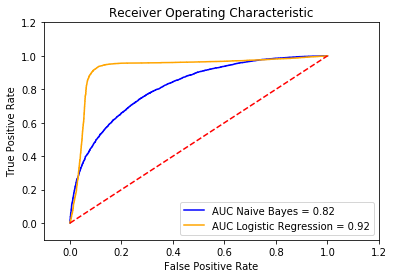 Receiver Operating Characteristic
1.2
1.0
0.8
0.6
0.4
0.2
0.0
True Positive Rate
AUC Naive Bayes = 0.82
AUC Logistic Regression = 0.92
0.0 0.2 0.4 0.6 0.8 1.0 1.2
False Positive Rate